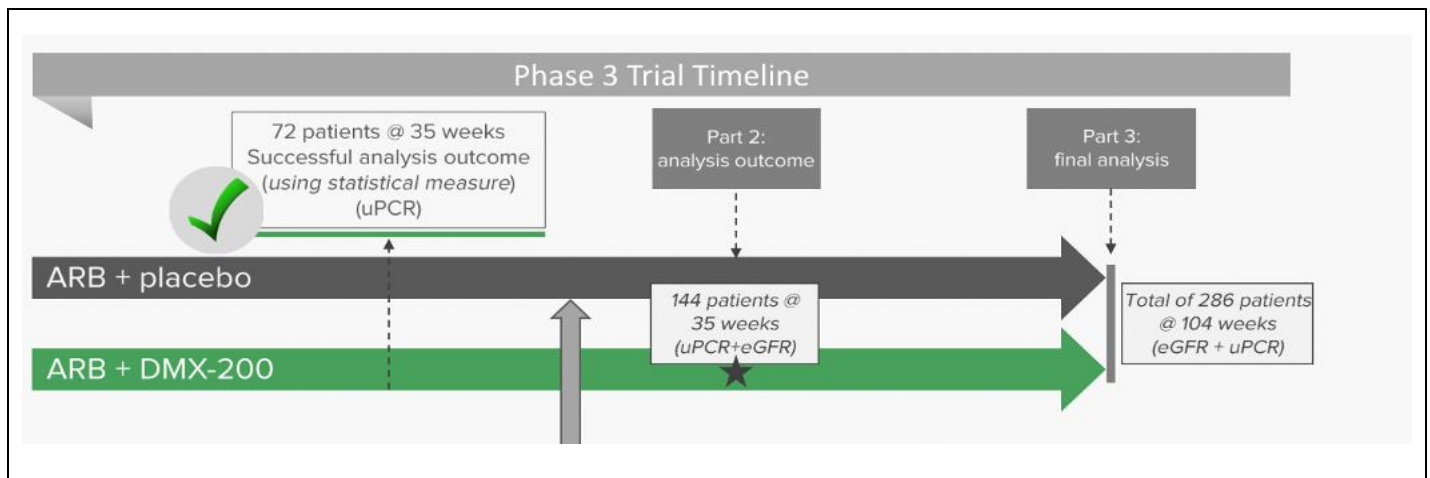 Phase 3 Trial Timeline
72 patients @ 35 weeks
Successful analysis outcome
(using statistical measure)
(uPCR)
Part 2:
analysis outcome
Part 3:
final analysis
ARB + placebo
144 patients @
35 weeks
(uPCR+eGFR)
Total of 286 patients
@ 104 weeks
(eGFR + uPCR)
ARB + DMX-200